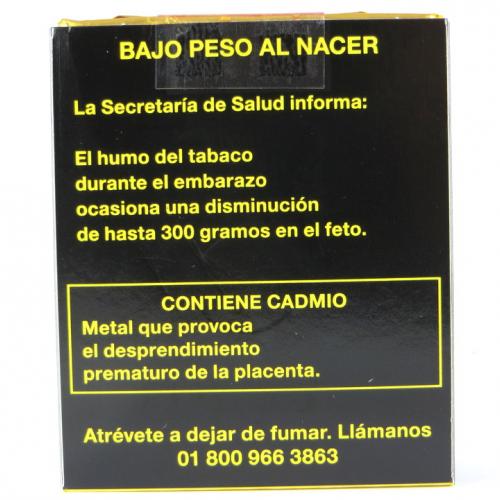 BAJO PESO AL NACER
La Secretaría de Salud informa:
El humo del tabaco
durante el embarazo
ocasiona una disminución
de hasta 300 gramos en el feto.
CONTIENE CADMIO
Metal que provoca
el desprendimiento
prematuro de la placenta.
Atrévete a dejar de fumar. Llámanos
01 800 966 3863